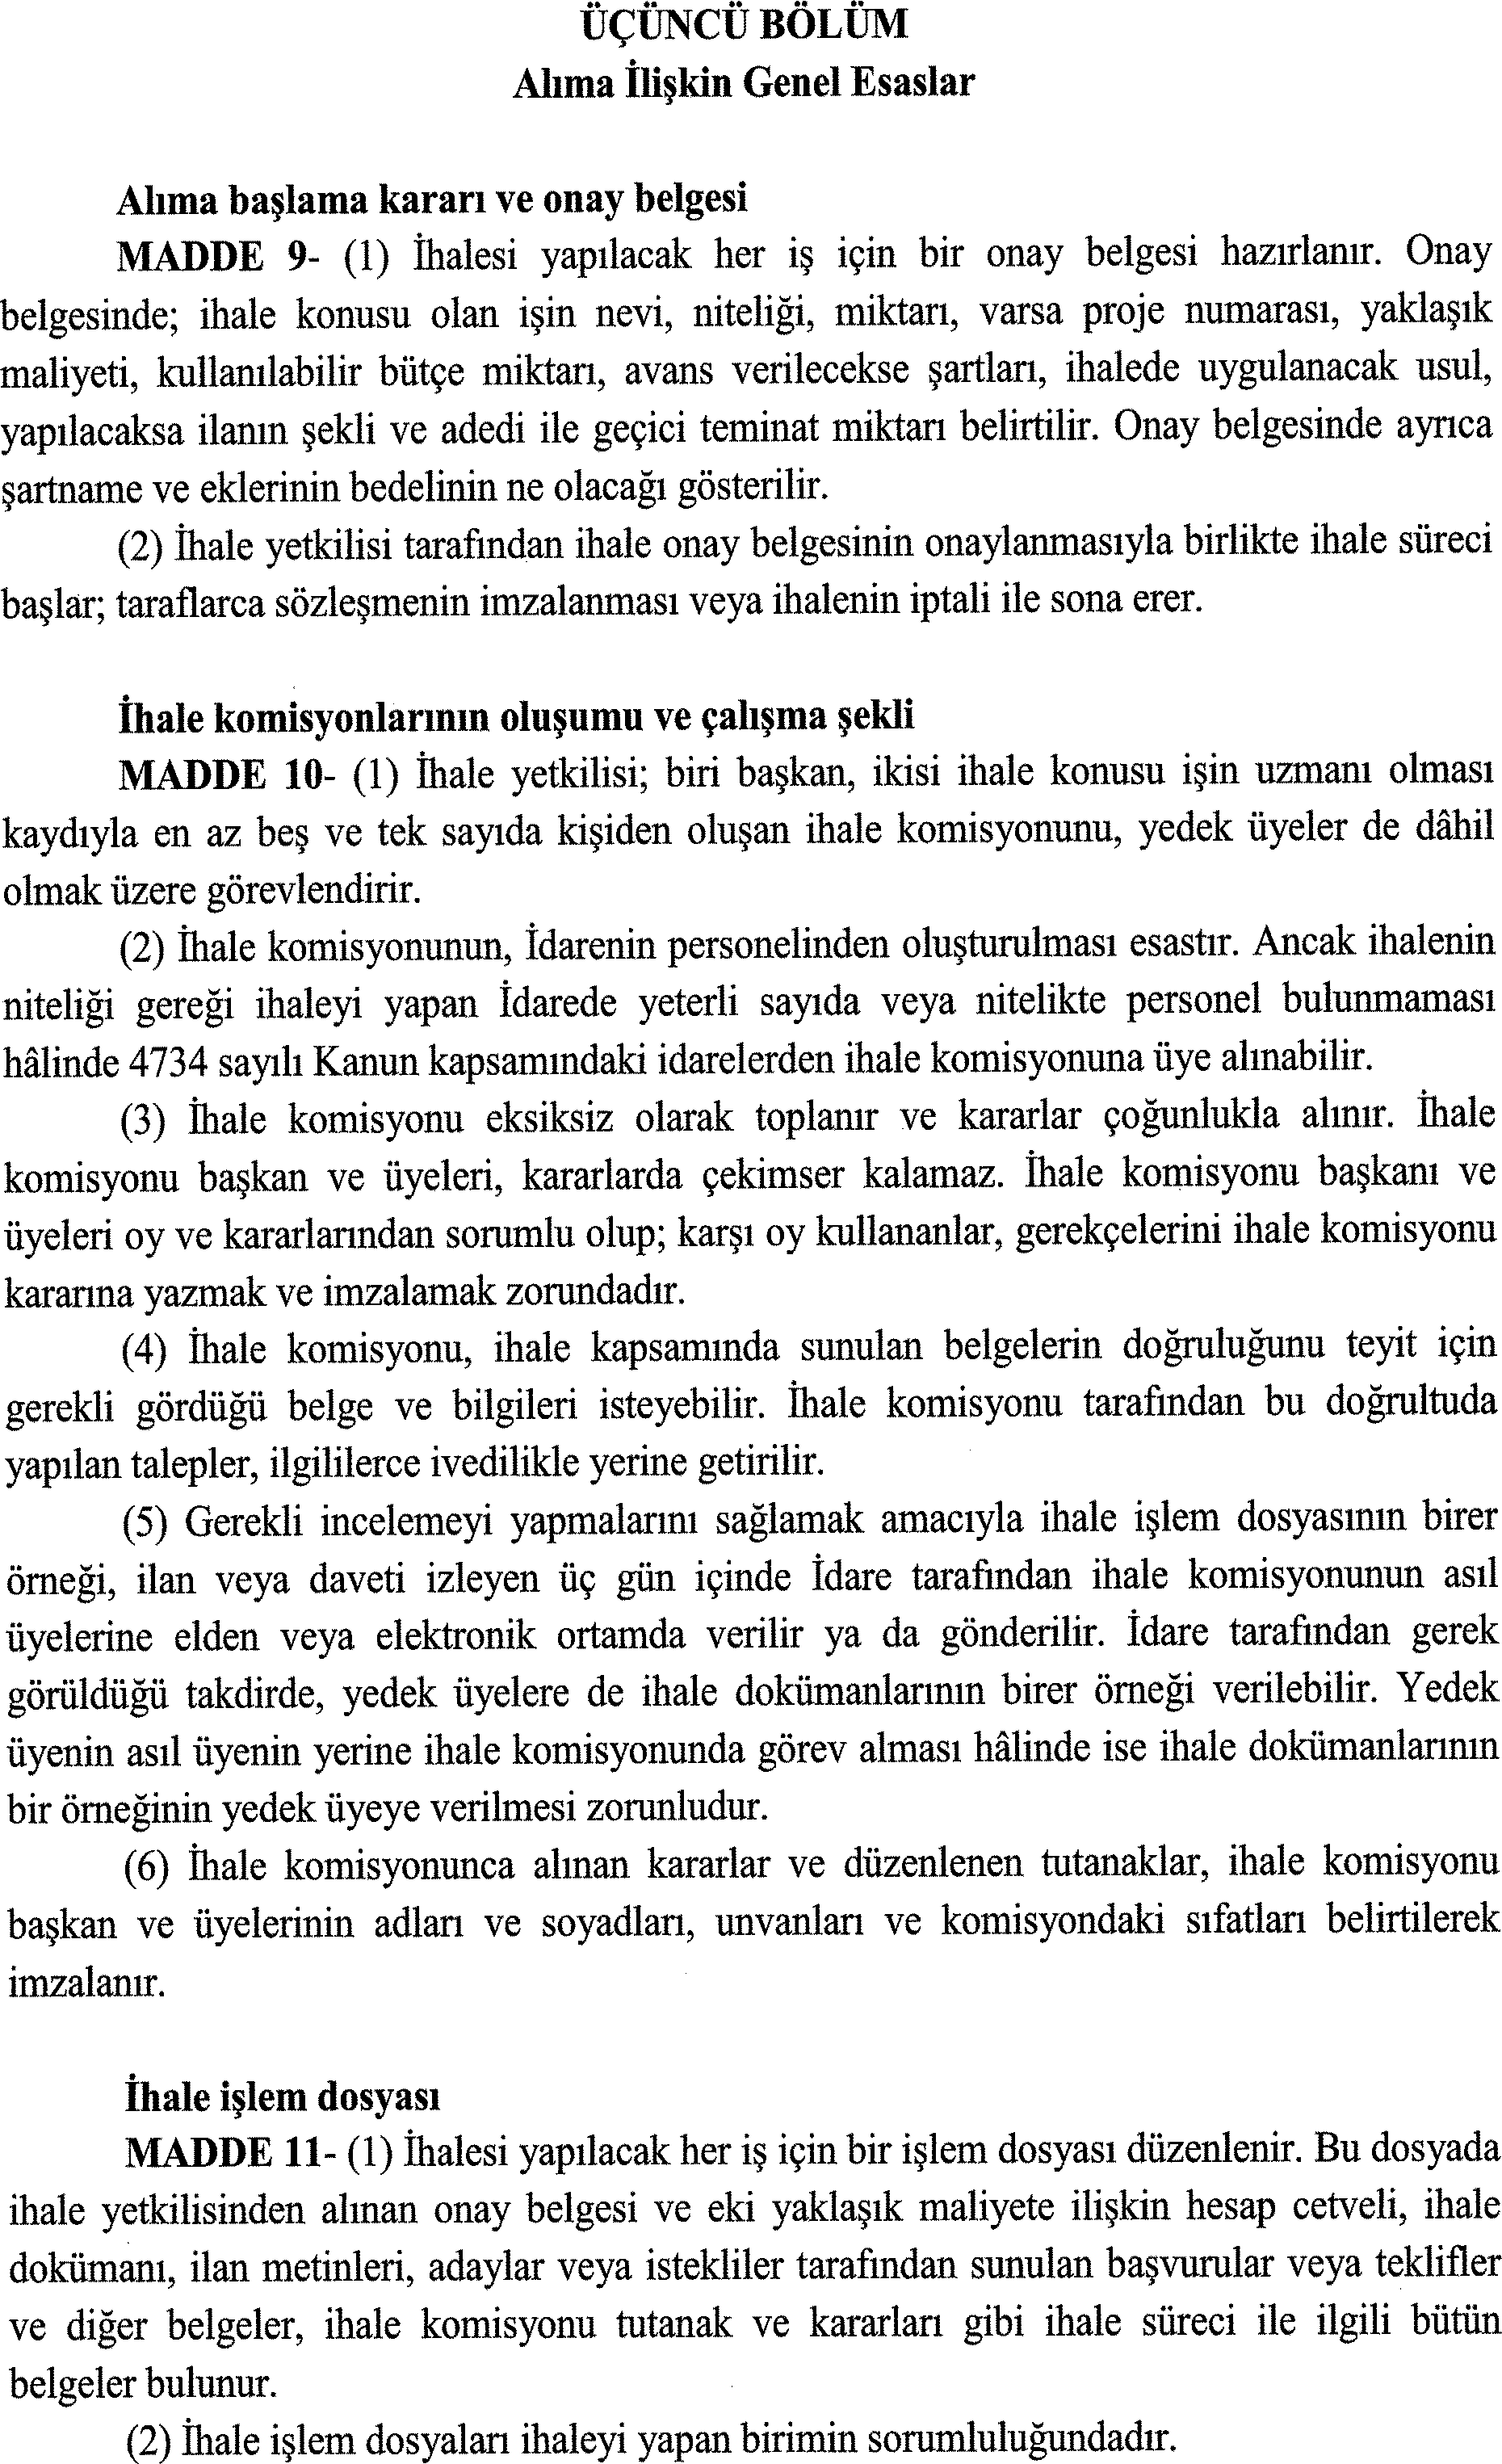 ÜÇÜNCÜ BÖLÜM
Alıma İlişkin Genel Esaslar
Alıma başlama kararı ve onay belgesi
MADDE 9- (1) İhalesi yapılacak her iş için bir onay belgesi hazırlanır. Onay
belgesinde; ihale konusu olan işin nevi, niteliği, miktarı, varsa proje numarası, yaklaşık
maliyeti, kullanılabilir bütçe miktarı, avans verilecekse şartları, ihalede uygulanacak usul,
yapılacaksa ilanın şekli ve adedi ile geçici teminat miktarı belirtilir. Onay belgesinde ayrıca
şartname ve eklerinin bedelinin ne olacağı gösterilir.
(2) İhale yetkilisi tarafından ihale onay belgesinin onaylanmasıyla birlikte ihale süreci
başlar; taraflarca sözleşmenin imzalanması veya ihalenin iptali ile sona erer.
İhale komisyonlarının oluşumu ve çalışma şekli
MADDE 10- (1) İhale yetkilisi; biri başkan, ikisi ihale konusu işin uzmanı olması
kaydıyla en az beş ve tek sayıda kişiden oluşan ihale komisyonunu, yedek üyeler de dâhil
olmak üzere görevlendirir.
(2) İhale komisyonunun, İdarenin personelinden oluşturulması esastır. Ancak ihalenin
niteliği gereği ihaleyi yapan İdarede yeterli sayıda veya nitelikte personel bulunmaması
hâlinde 4734 sayılı Kanun kapsamındaki idarelerden ihale komisyonuna üye alınabilir.
(3) İhale komisyonu eksiksiz olarak toplanır ve kararlar çoğunlukla alınır. İhale
komisyonu başkan ve üyeleri, kararlarda çekimser kalamaz. İhale komisyonu başkanı ve
üyeleri oy ve kararlarından sorumlu olup; karşı oy kullananlar, gerekçelerini ihale komisyonu
kararına yazmak ve imzalamak zorundadır.
(4) İhale komisyonu, ihale kapsamında sunulan belgelerin doğruluğunu teyit için
gerekli gördüğü belge ve bilgileri isteyebilir. İhale komisyonu tarafından bu doğrultuda
yapılan talepler, ilgililerce ivedilikle yerine getirilir.
(5) Gerekli incelemeyi yapmalarını sağlamak amacıyla ihale işlem dosyasının birer
örneği, ilan veya daveti izleyen üç gün içinde İdare tarafından ihale komisyonunun asıl
üyelerine elden veya elektronik ortamda verilir ya da gönderilir. İdare tarafından gerek
görüldüğü takdirde, yedek üyelere de ihale dokümanlarının birer örneği verilebilir. Yedek
üyenin asıl üyenin yerine ihale komisyonunda görev alması hâlinde ise ihale dokümanlarının
bir örneğinin yedek üyeye verilmesi zorunludur.
(6) İhale komisyonunca alınan kararlar ve düzenlenen tutanaklar, ihale komisyonu
başkan ve üyelerinin adları ve soyadları, unvanları ve komisyondaki sıfatları belirtilerek
imzalanır.
İhale işlem dosyası
MADDE 11- (1) İhalesi yapılacak her iş için bir işlem dosyası düzenlenir. Bu dosyada
ihale yetkilisinden alınan onay belgesi ve eki yaklaşık maliyete ilişkin hesap cetveli, ihale
dokümanı, ilan metinleri, adaylar veya istekliler tarafından sunulan başvurular veya teklifler
ve diğer belgeler, ihale komisyonu tutanak ve kararları gibi ihale süreci ile ilgili bütün
belgeler bulunur.
(2) İhale işlem dosyaları ihaleyi yapan birimin sorumluluğundadır.